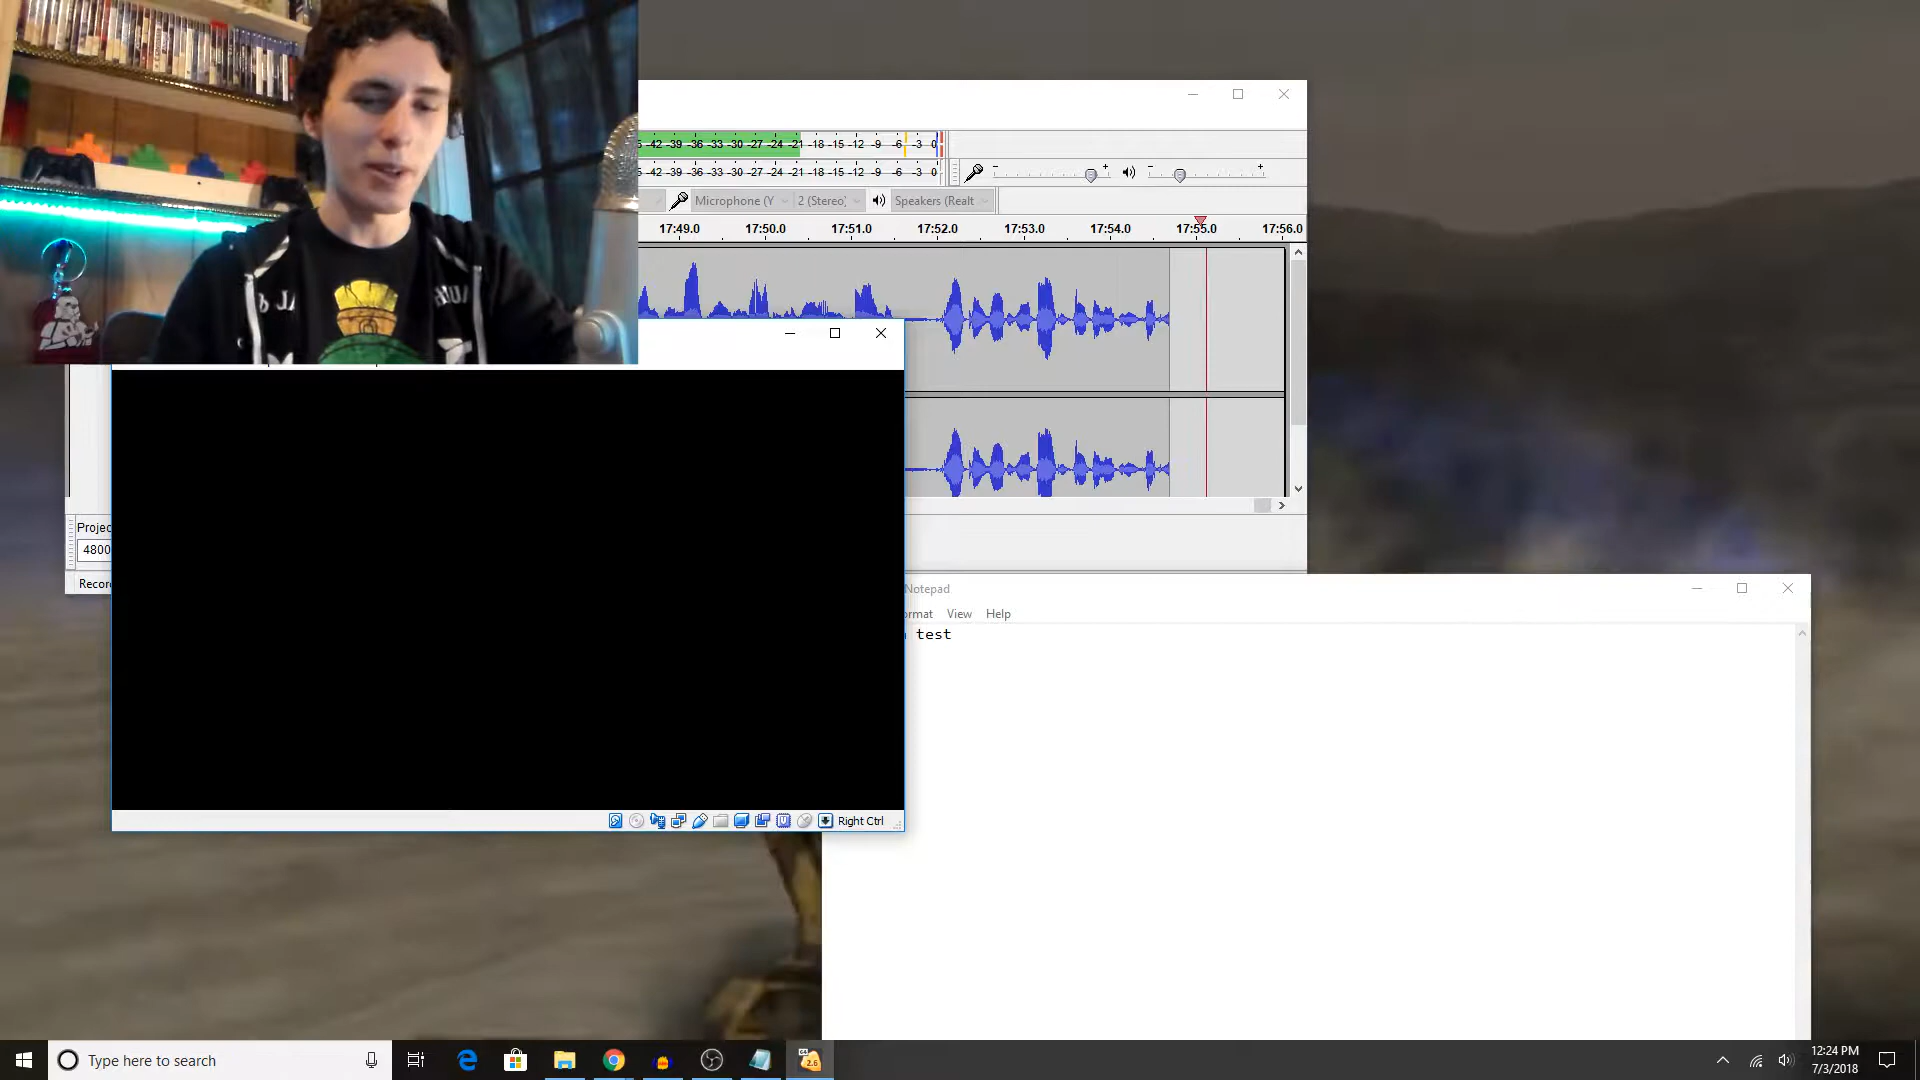 -42 -39 -36 -33 -30 -27 -24 -21 -18 -15 -12 -9 -6 -3 0
-42 -39 -36 -33 -30 -27 -24 -21 -18 -15 -12 -9 -6 -3 0
Microphone (Y 2 (Stereo) Speakers (Realt
17:49.0 17:50.0 17:51.0 17:52.0 17:53.0 17:54.0 17:55.0 17:56.0
Projec
4800
Recor
Notepad
ormat View Help
test
Right Ctrl
Type here to search
2.6
12:24 PM
7/3/2018